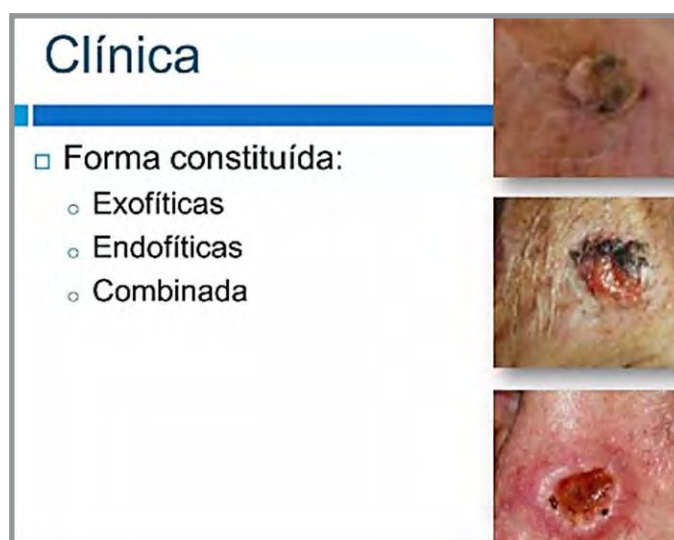 Clínica
Forma constituída:
Exofíticas
Endofíticas
Combinada